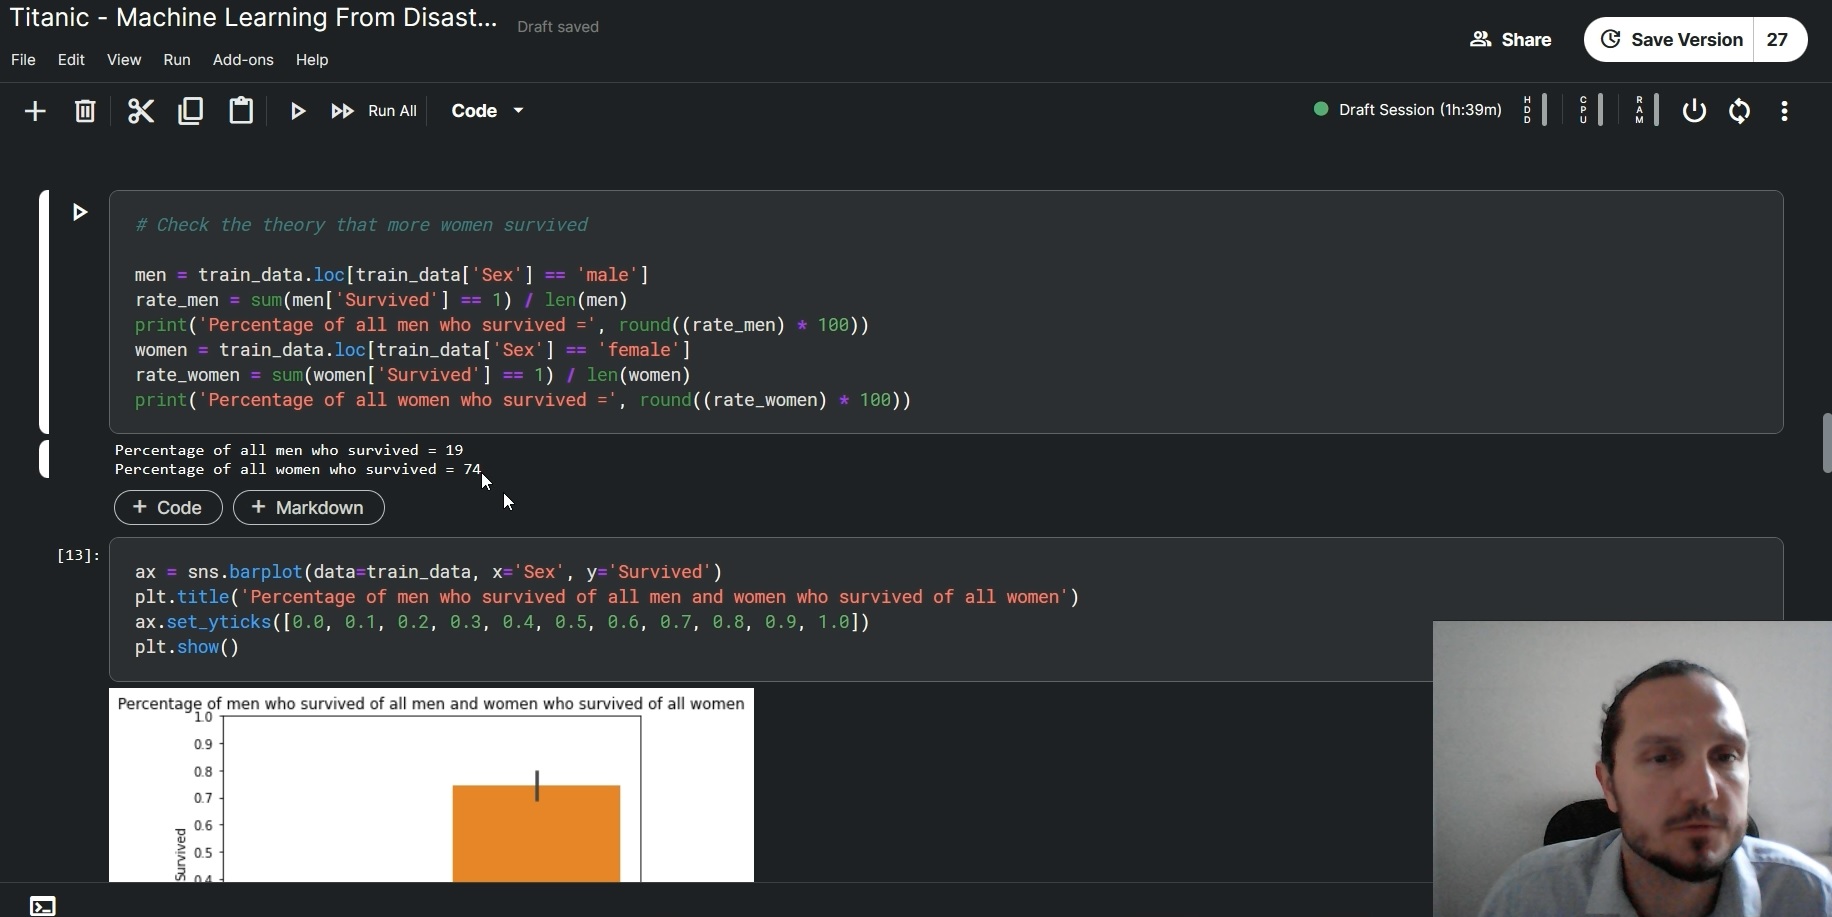 Titanic - Machine Learning From Disast...
Draft saved
Share
Save Version
27
File Edit View Run Add-ons Help
Run All
Code
Draft Session (1h:39m)
HDD
CPU
RAM
# Check the theory that more women survived
men = train_data.loc[train_data['Sex'] == 'male']
rate_men = sum(men['Survived'] == 1) / len(men)
print('Percentage of all men who survived =', round((rate_men) * 100))
women = train_data.loc[train_data['Sex'] == 'female']
rate_women = sum(women['Survived'] == 1) / len(women)
print('Percentage of all women who survived =', round((rate_women) * 100))
Percentage of all men who survived = 19
Percentage of all women who survived = 74
+ Code
+ Markdown
[13]:
ax = sns.barplot(data=train_data, x='Sex', y='Survived')
plt.title('Percentage of men who survived of all men and women who survived of all women')
ax.set_yticks([0.0, 0.1, 0.2, 0.3, 0.4, 0.5, 0.6, 0.7, 0.8, 0.9, 1.0])
plt.show()
Percentage of men who survived of all men and women who survived of all women
1.0
0.9
0.8
0.7
0.6
0.5
0.4
Survived